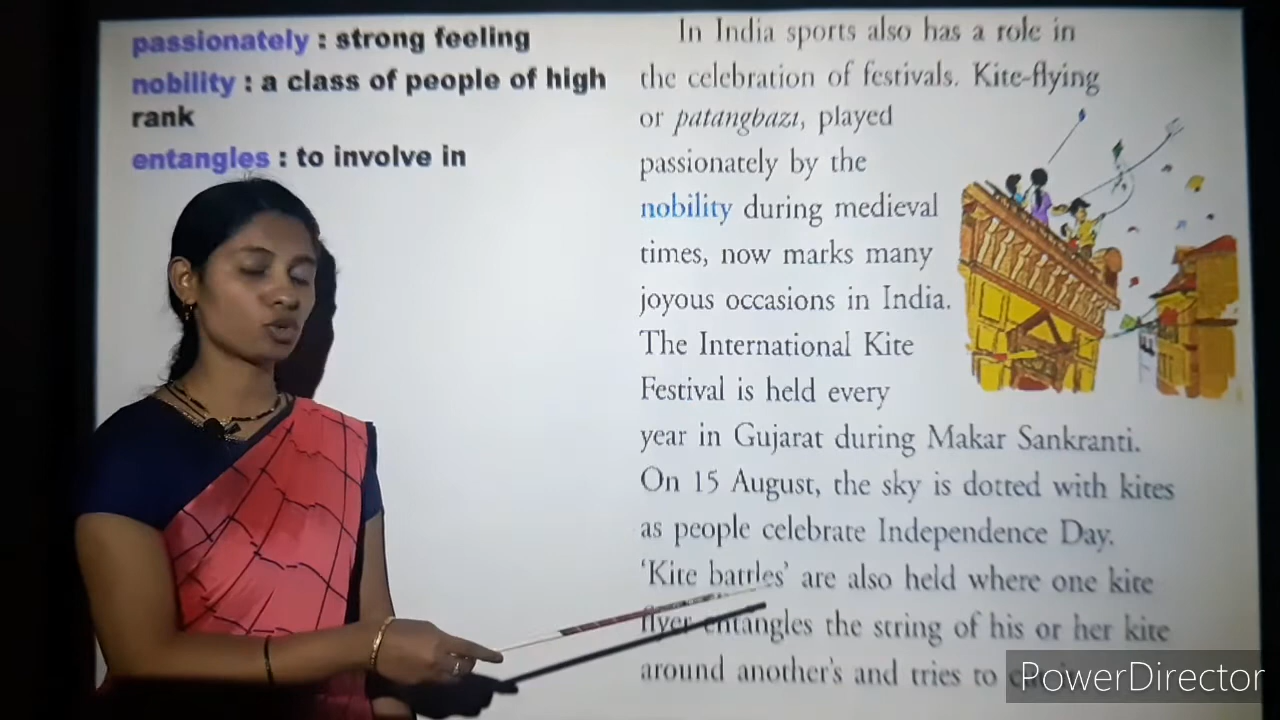 passionately : strong feeling
nobility : a class of people of high
rank
entangles : to involve in
In India sports also has a role in
the celebration of festivals. Kite-flying
or patangbazi, played
passionately by the
nobility during medieval
times, now marks many
joyous occasions in India.
The International Kite
Festival is held every
year in Gujarat during Makar Sankranti.
On 15 August, the sky is dotted with kites
as people celebrate Independence Day.
‘Kite battles’ are also held where one kite
flyer entangles the string of his or her kite
around another's and tries to
PowerDirector